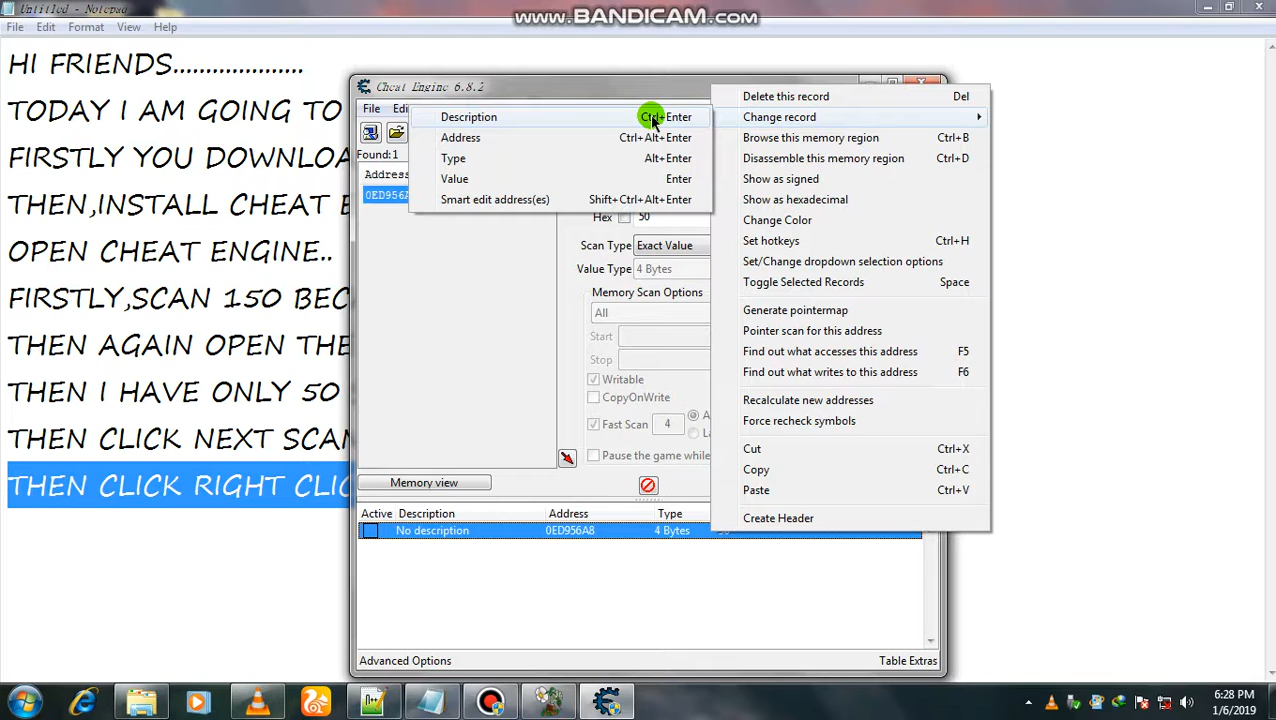 Untitled - Notepad
www.BANDICAM.com
File Edit Format View Help
HI FRIENDS....................
TODAY I AM GOING TO
FIRSTLY YOU DOWNLOA
THEN,INSTALL CHEAT E
OPEN CHEAT ENGINE..
FIRSTLY,SCAN 150 BEC
THEN AGAIN OPEN THE
THEN I HAVE ONLY 50
THEN CLICK NEXT SCAN
THEN CLICK RIGHT CLIC
Cheat Engine 6.8.2
File Edi
Description Ctrl+Enter
Address Ctrl+Alt+Enter
Type Alt+Enter
Value Enter
Smart edit address(es) Shift+Ctrl+Alt+Enter
Delete this record Del
Change record
Browse this memory region Ctrl+B
Disassemble this memory region Ctrl+D
Show as signed
Show as hexadecimal
Change Color
Set hotkeys Ctrl+H
Set/Change dropdown selection options
Toggle Selected Records Space
Generate pointermap
Pointer scan for this address
Find out what accesses this address F5
Find out what writes to this address F6
Recalculate new addresses
Force recheck symbols
Cut Ctrl+X
Copy Ctrl+C
Paste Ctrl+V
Create Header
Found:1
Address
0ED956A
Hex 50
Scan Type Exact Value
Value Type 4 Bytes
Memory Scan Options
All
Start
Stop
Writable
CopyOnWrite
Fast Scan 4 A
La
Pause the game while
Memory view
Active Description Address Type
No description 0ED956A8 4 Bytes
Advanced Options Table Extras
6:28 PM
1/6/2019